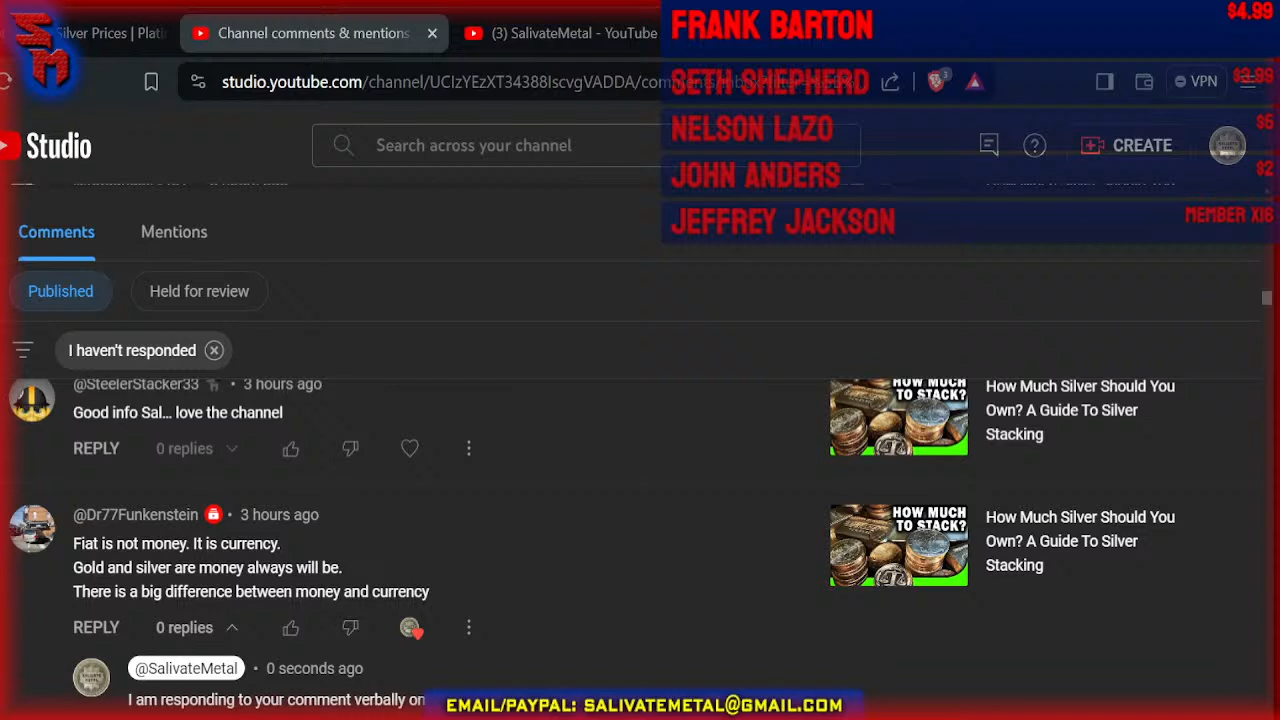 SM
Silver Prices | Plati
Channel comments & mentions
(3) SalivateMetal - YouTube
FRANK BARTON
$4.99
studio.youtube.com/channel/UCIzYEzXT34388IscvgVADDA/com
SETH SHEPHERD
$3.99
3
VPN
NELSON LAZO
$5
Studio
Search across your channel
CREATE
JOHN ANDERS
$2
JEFFREY JACKSON
MEMBER X16
Comments
Mentions
Published
Held for review
I haven't responded
@SteelerStacker33 • 3 hours ago
Good info Sal... love the channel
REPLY 0 replies
HOW MUCH
TO STACK?
How Much Silver Should You
Own? A Guide To Silver
Stacking
@Dr77Funkenstein • 3 hours ago
Fiat is not money. It is currency.
Gold and silver are money always will be.
There is a big difference between money and currency
REPLY 0 replies
HOW MUCH
TO STACK?
How Much Silver Should You
Own? A Guide To Silver
Stacking
@SalivateMetal • 0 seconds ago
I am responding to your comment verbally on
EMAIL/PAYPAL: SALIVATEMETAL@GMAIL.COM